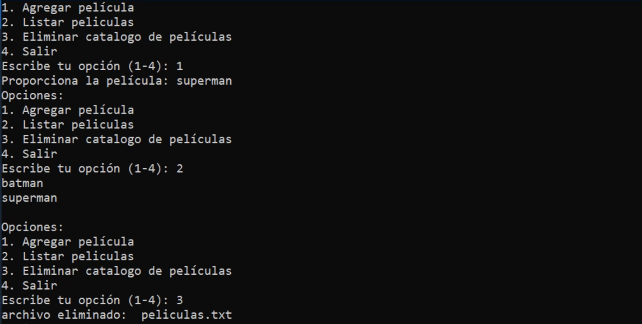 1. Agregar película
2. Listar peliculas
3. Eliminar catalogo de películas
4. Salir
Escribe tu opción (1-4): 1
Proporciona la película: superman
Opciones:
1. Agregar película
2. Listar peliculas
3. Eliminar catalogo de películas
4. Salir
Escribe tu opción (1-4): 2
batman
superman
Opciones:
1. Agregar película
2. Listar peliculas
3. Eliminar catalogo de películas
4. Salir
Escribe tu opción (1-4): 3
archivo eliminado:  peliculas.txt